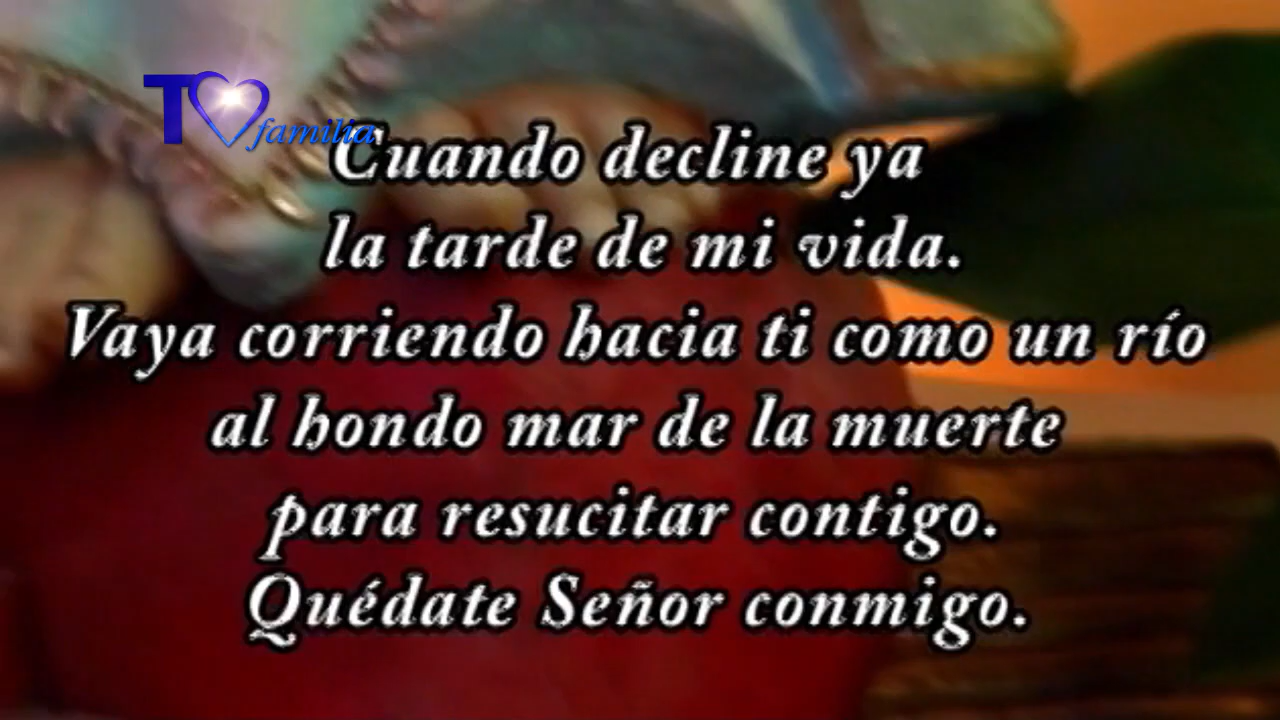 T familia
Cuando decline ya
la tarde de mi vida.
Vaya corriendo hacia ti como un río
al hondo mar de la muerte
para resucitar contigo.
Quédate Señor conmigo.